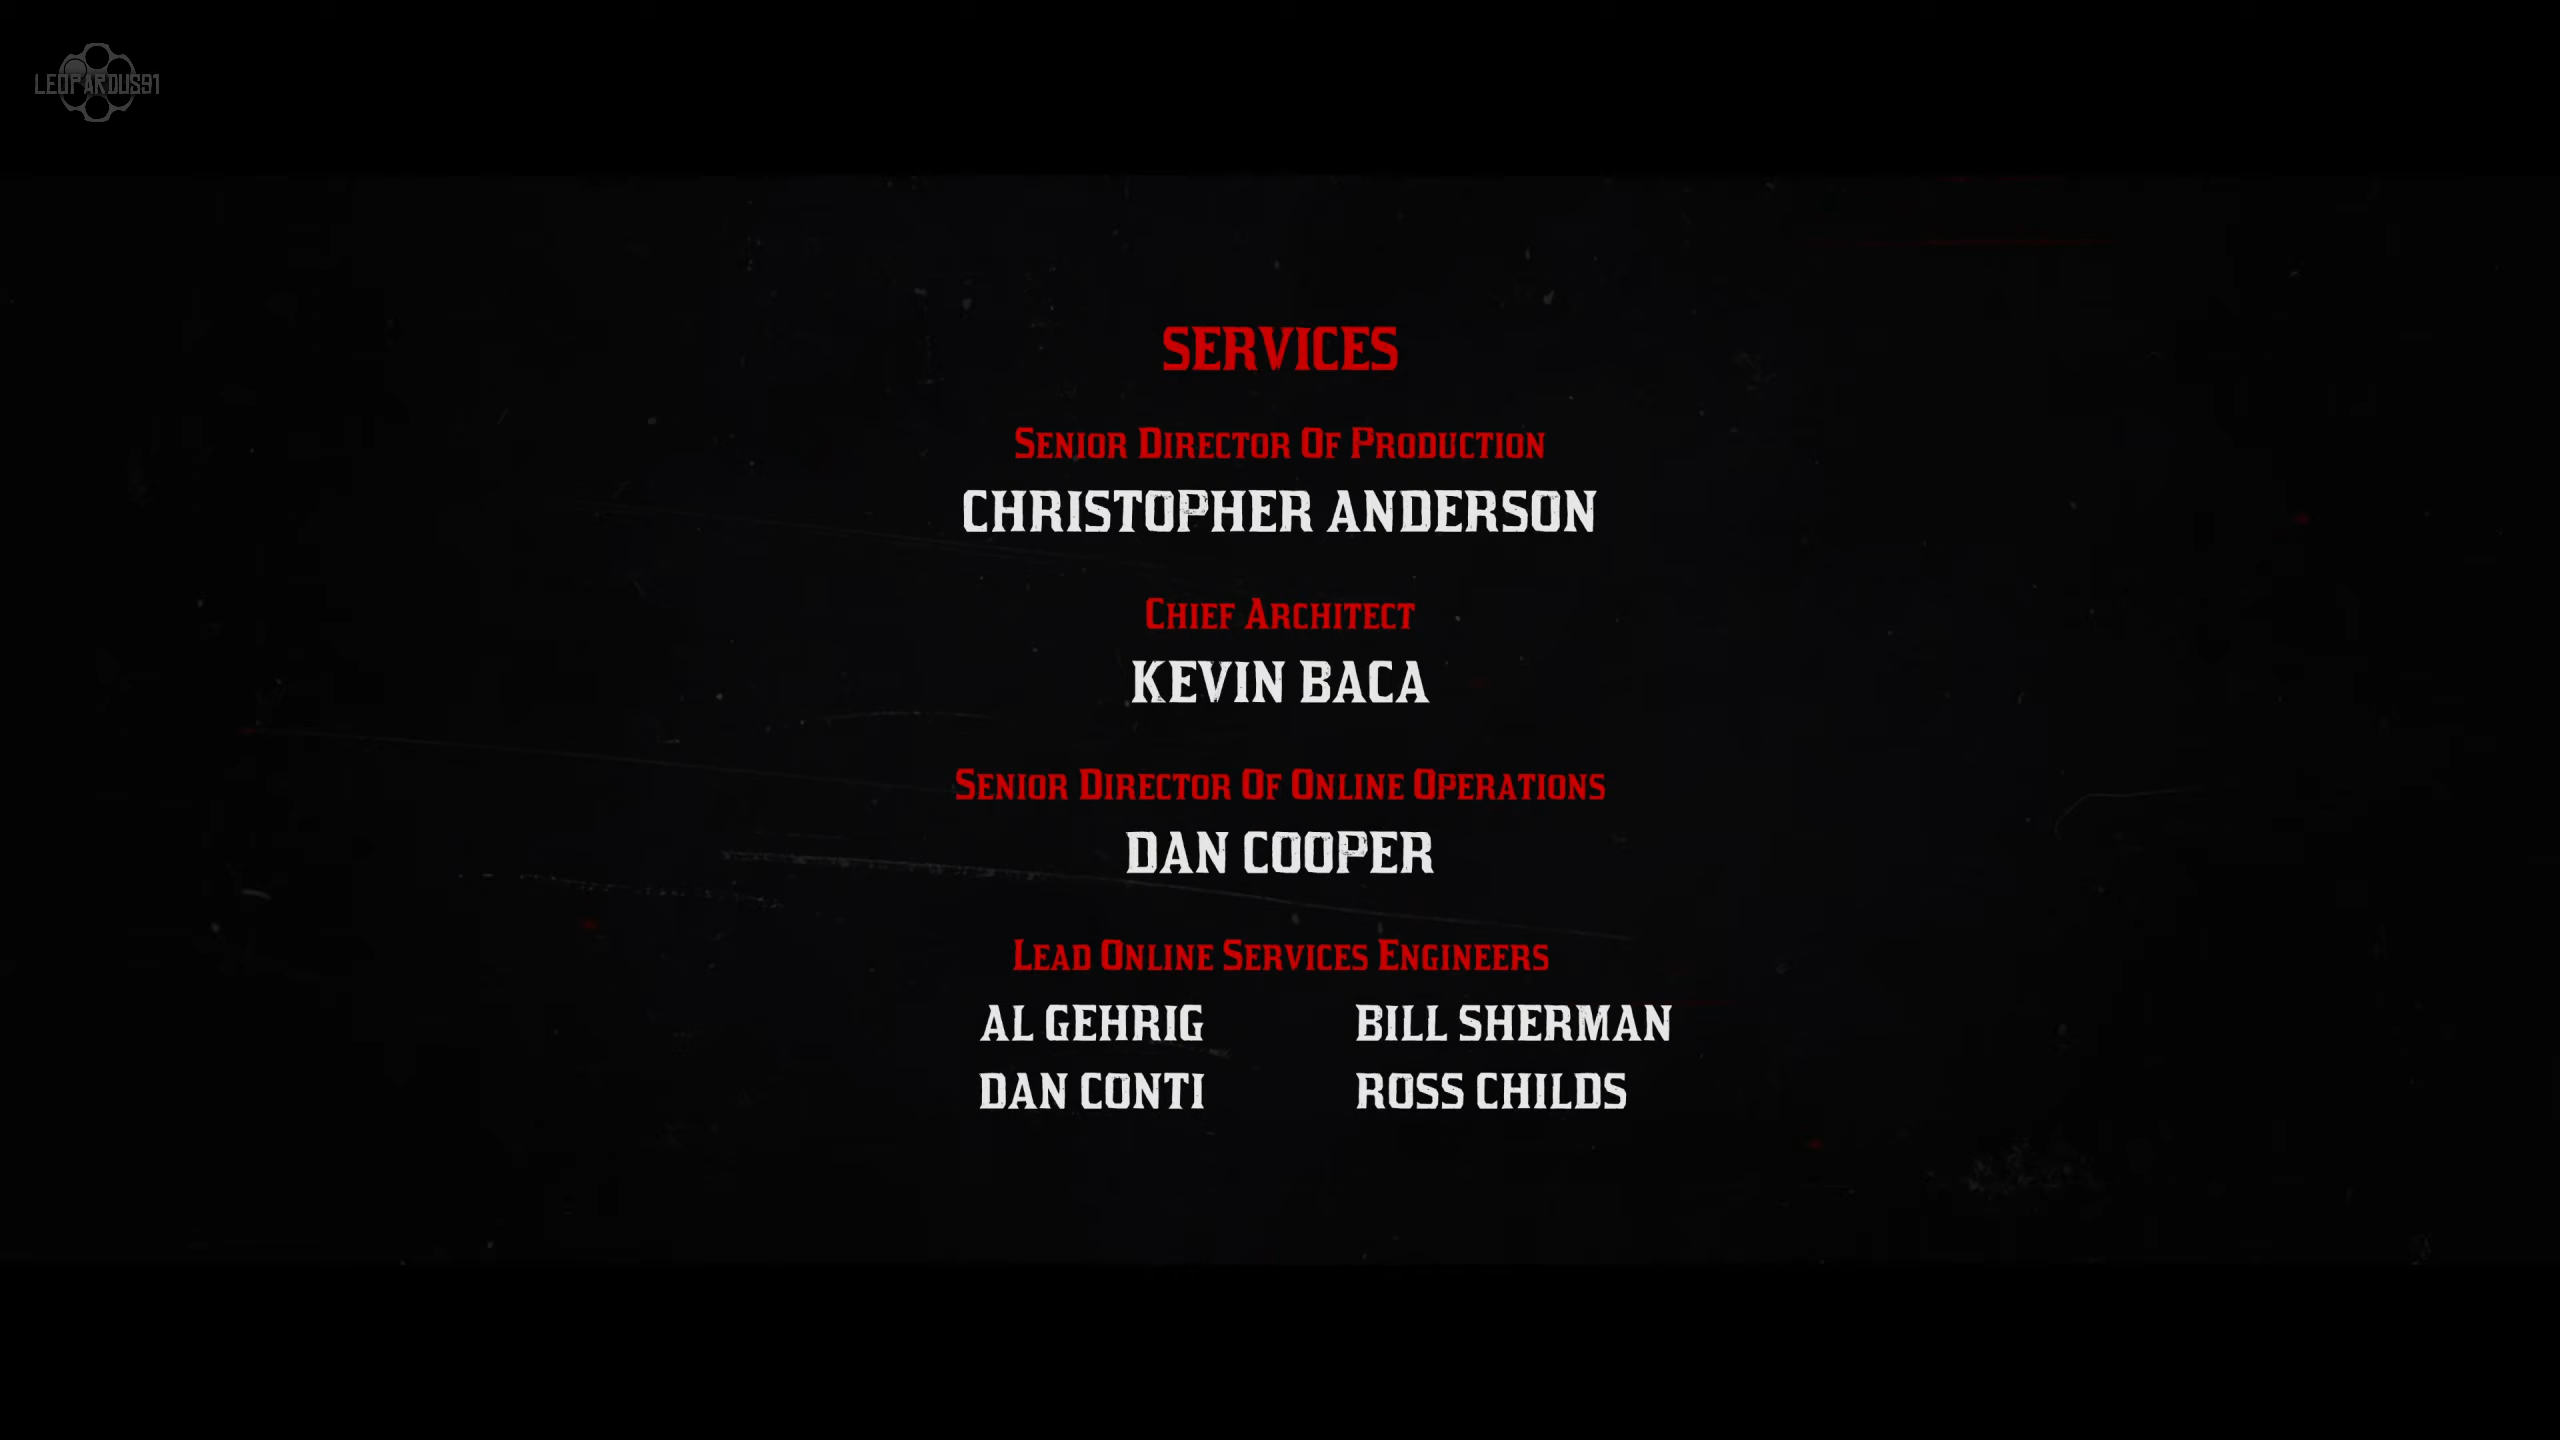 LEOPARDUS91
SERVICES
Senior Director Of Production
CHRISTOPHER ANDERSON
Chief Architect
KEVIN BACA
Senior Director Of Online Operations
DAN COOPER
Lead Online Services Engineers
AL GEHRIG BILL SHERMAN
DAN CONTI ROSS CHILDS